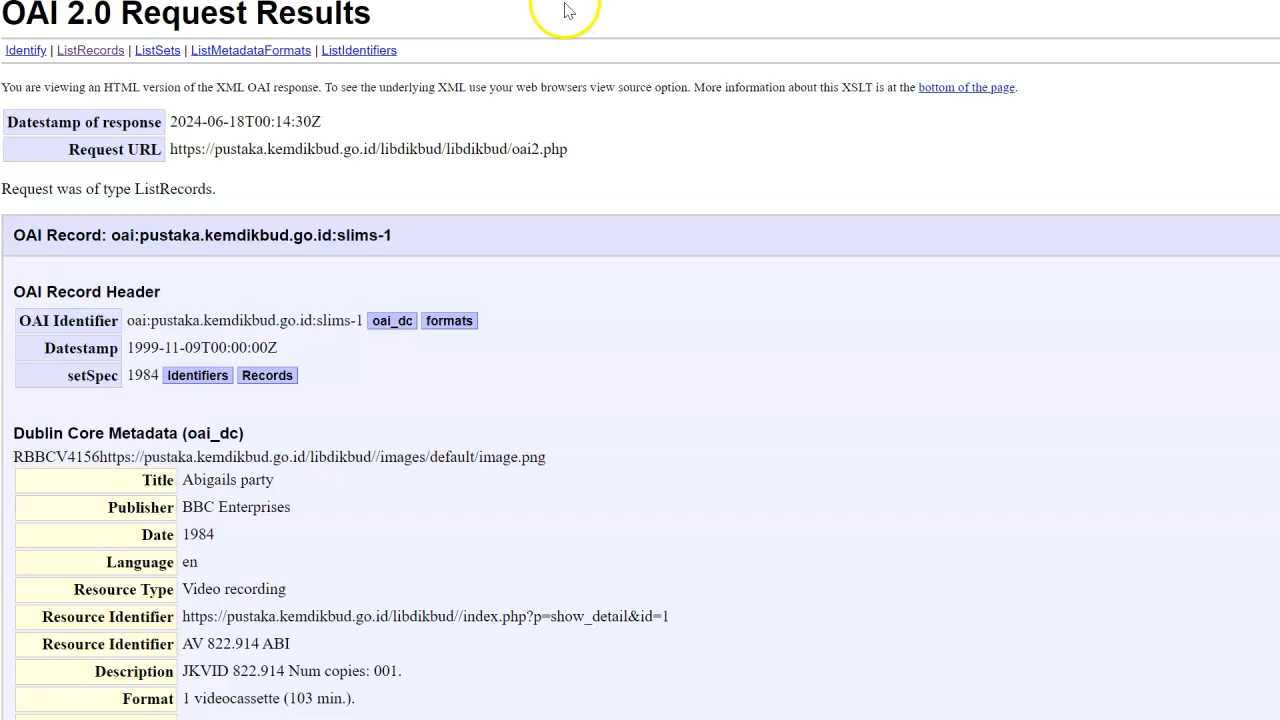 OAI 2.0 Request Results
Identify | ListRecords | ListSets | ListMetadataFormats | ListIdentifiers
You are viewing an HTML version of the XML OAI response. To see the underlying XML use your web browsers view source option. More information about this XSLT is at the bottom of the page.
Datestamp of response 2024-06-18T00:14:30Z
Request URL https://pustaka.kemdikbud.go.id/libdikbud/libdikbud/oai2.php
Request was of type ListRecords.
OAI Record: oai:pustaka.kemdikbud.go.id:slims-1
OAI Record Header
OAI Identifier oai:pustaka.kemdikbud.go.id:slims-1 oai_dc formats
Datestamp 1999-11-09T00:00:00Z
setSpec 1984 Identifiers Records
Dublin Core Metadata (oai_dc)
RBBCV4156https://pustaka.kemdikbud.go.id/libdikbud//images/default/image.png
Title Abigails party
Publisher BBC Enterprises
Date 1984
Language en
Resource Type Video recording
Resource Identifier https://pustaka.kemdikbud.go.id/libdikbud//index.php?p=show_detail&id=1
Resource Identifier AV 822.914 ABI
Description JKVID 822.914 Num copies: 001.
Format 1 videocassette (103 min.).